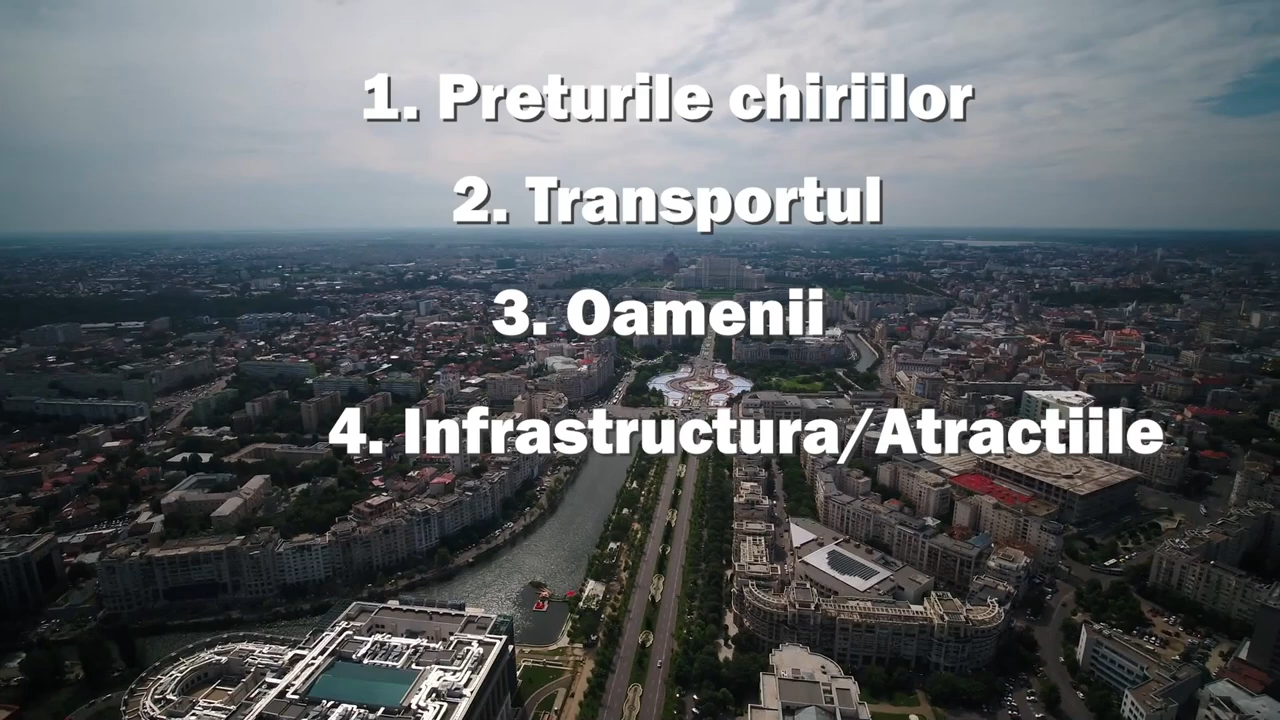 1. Preturile chiriilor
2. Transportul
3. Oamenii
4. Infrastructura/Atractiile